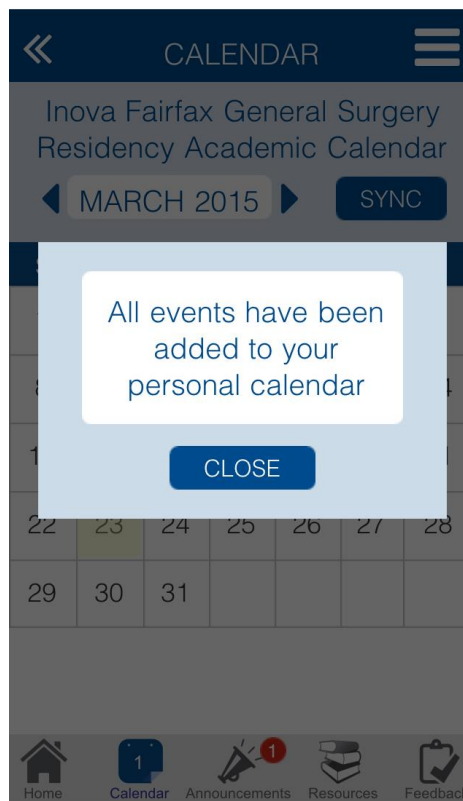 CALENDAR
Inova Fairfax General Surgery
Residency Academic Calendar
MARCH 2015 SYNC
All events have been
added to your
personal calendar
CLOSE
22 23 24 25 26 27 28
29 30 31
1
1
Home Calendar Announcements Resources Feedback